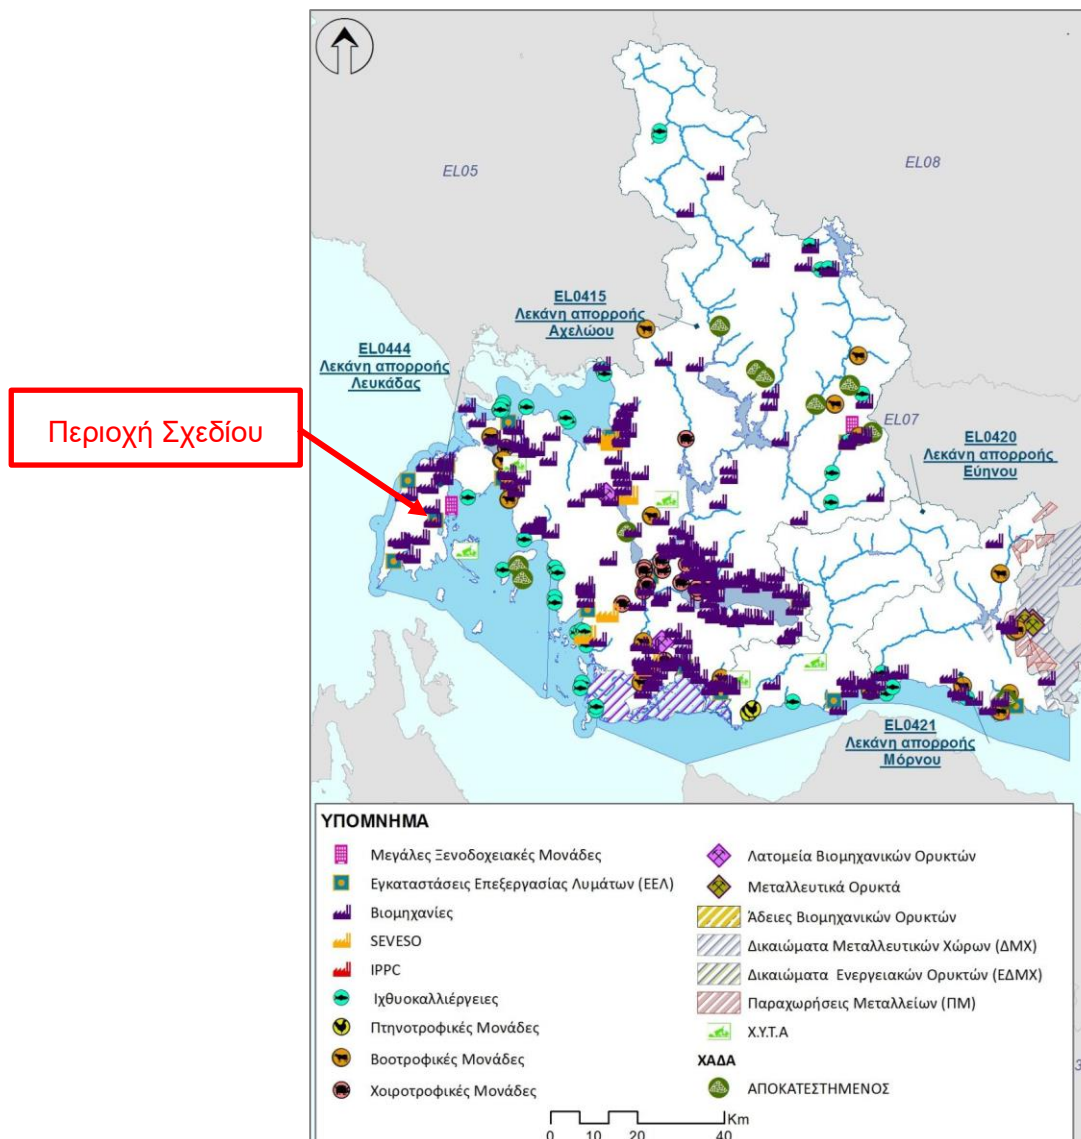 EL05
EL08
EL0415
Λεκάνη απορροής
Αχελώου
EL0444
Λεκάνη απορροής
Λευκάδας
Περιοχή Σχεδίου
EL07
EL0420
Λεκάνη απορροής
Εύηνου
EL0421
Λεκάνη απορροής
Μόρνου
ΥΠΟΜΝΗΜΑ
Μεγάλες Ξενοδοχειακές Μονάδες
Εγκαταστάσεις Επεξεργασίας Λυμάτων (ΕΕΛ)
Βιομηχανίες
SEVESO
IPPC
Ιχθυοκαλλιέργειες
Πτηνοτροφικές Μονάδες
Βοοτροφικές Μονάδες
Χοιροτροφικές Μονάδες
Λατομεία Βιομηχανικών Ορυκτών
Μεταλλευτικά Ορυκτά
Άδειες Βιομηχανικών Ορυκτών
Δικαιώματα Μεταλλευτικών Χώρων (ΔΜΧ)
Δικαιώματα Ενεργειακών Ορυκτών (ΕΔΜΧ)
Παραχωρήσεις Μεταλλείων (ΠΜ)
Χ.Υ.Τ.Α
ΧΑΔΑ
ΑΠΟΚΑΤΕΣΤΗΜΕΝΟΣ
Km
0 10 20 40